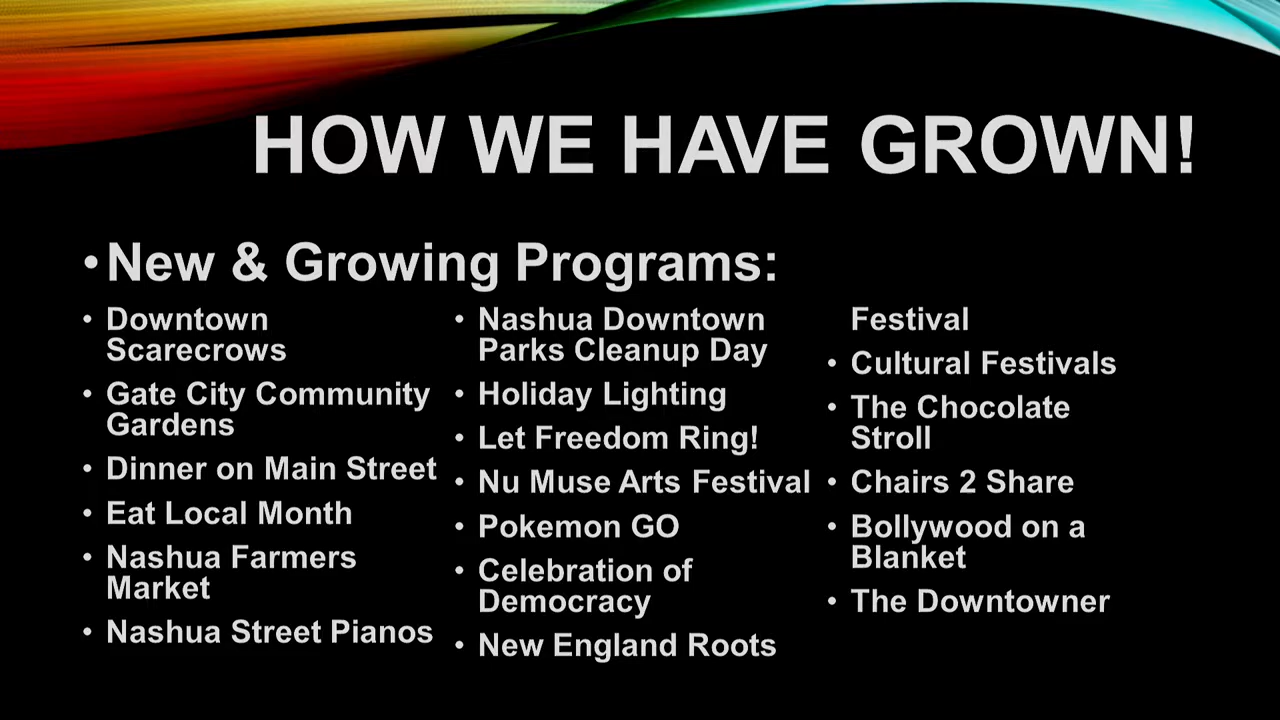 HOW WE HAVE GROWN!
•New & Growing Programs:
• Downtown
Scarecrows
• Gate City Community
Gardens
• Dinner on Main Street
• Eat Local Month
• Nashua Farmers
Market
• Nashua Street Pianos
• Nashua Downtown
Parks Cleanup Day
• Holiday Lighting
• Let Freedom Ring!
• Nu Muse Arts Festival
• Pokemon GO
• Celebration of
Democracy
• New England Roots
Festival
• Cultural Festivals
• The Chocolate
Stroll
• Chairs 2 Share
• Bollywood on a
Blanket
• The Downtowner